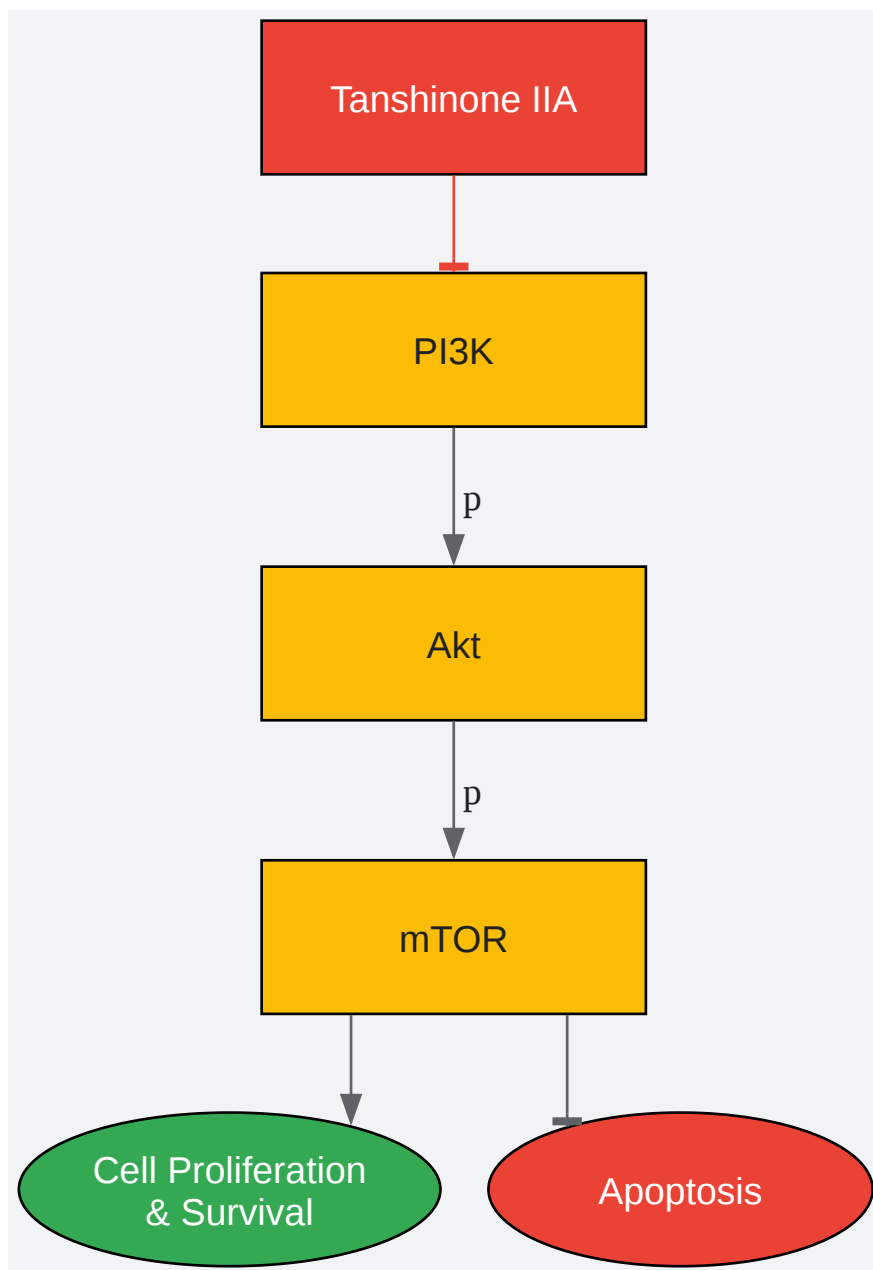 Tanshinone IIA
PI3K
p
Akt
p
mTOR
Cell Proliferation
& Survival
Apoptosis